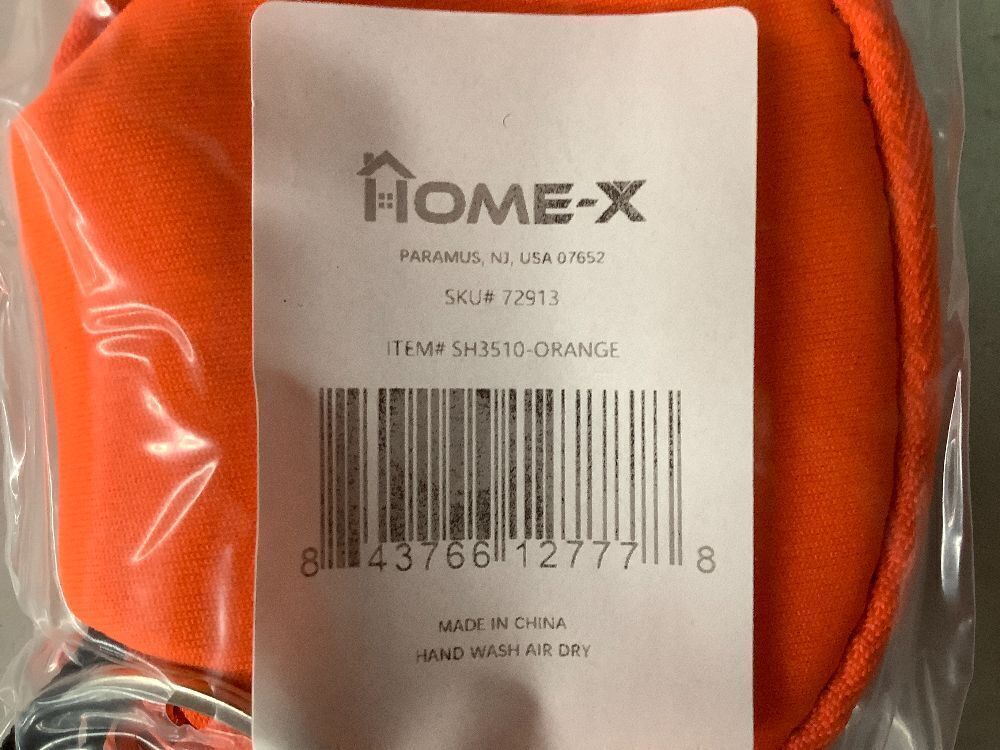 HOME-X
PARAMUS, NJ, USA 07652
SKU# 72913
ITEM# SH3510-ORANGE
8 43766 12777 8
MADE IN CHINA
HAND WASH AIR DRY